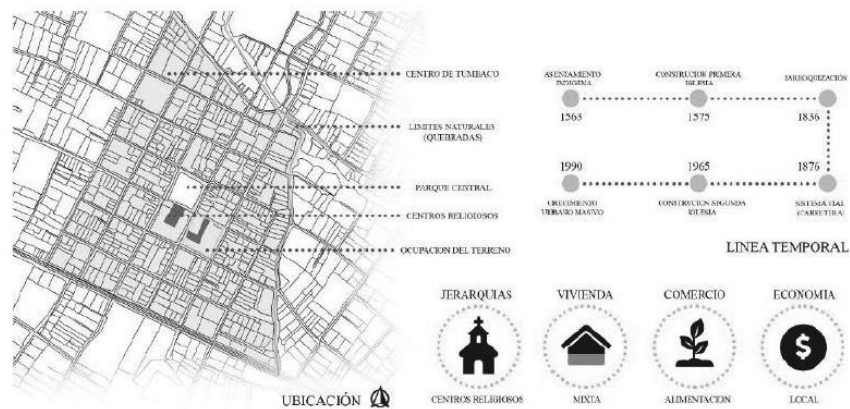 CENTRO DE TUMBACO
LIMITES NATURALES
(QUEBRADAS)
PARQUE CENTRAL
CENTROS RELIGIOSOS
OCUPACION DEL TERRENO
UBICACIÓN
ASENTAMIENTO
INDIGENA
1563
CONSTRUCION PRIMERA
IGLESIA
1575
PARROQUIZACIÓN
1836
1990
CRECIMIENTO
URBANO MASIVO
1965
CONSTRUCION SEGUNDA
IGLESIA
1876
SISTEMA VIAL
(CARRETERA)
LINEA TEMPORAL
JERARQUIAS
CENTROS RELIGIOSOS
VIVIENDA
MIXTA
COMERCIO
ALIMENTACION
ECONOMIA
$
LOCAL